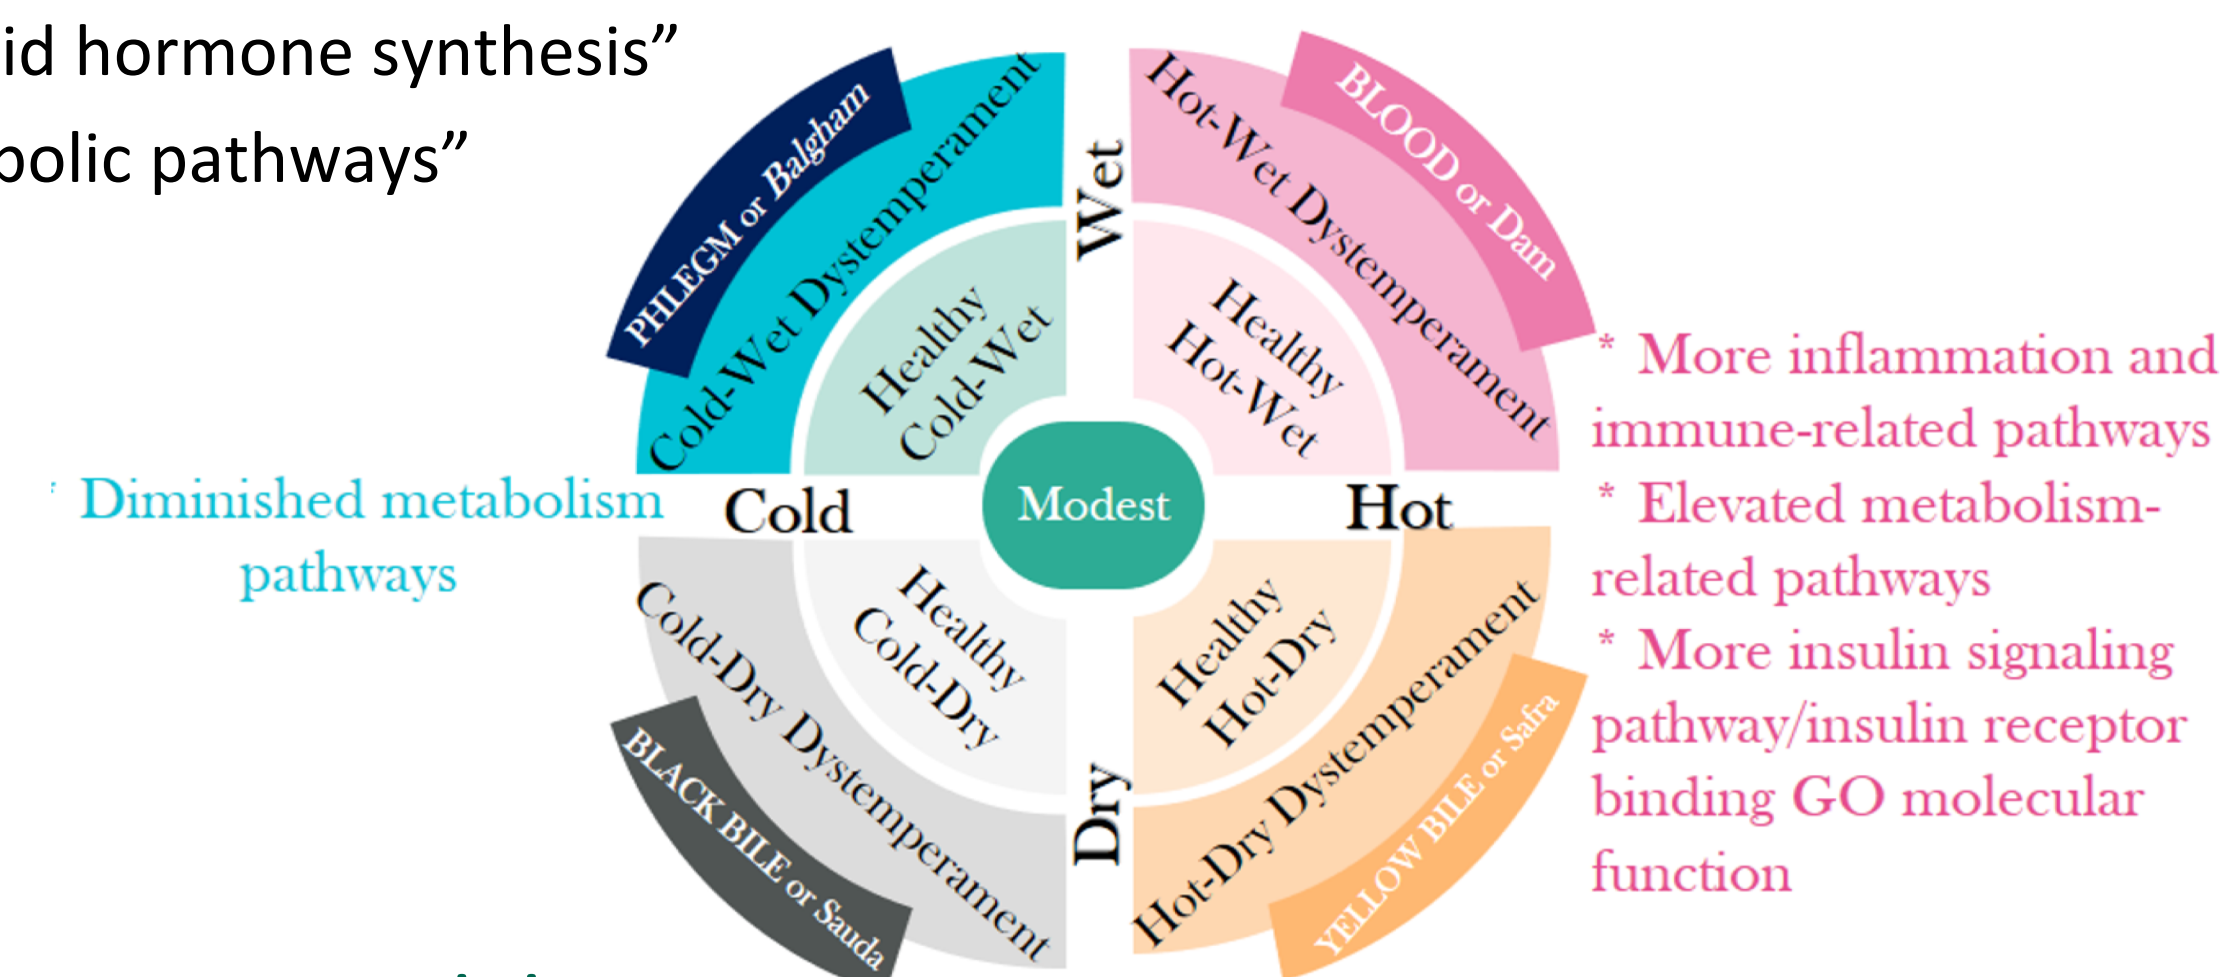 id hormone synthesis”
bolic pathways”
PHLEGM or Balgham
Cold-Wet Dystemperament
Healthy
Cold-Wet
Wet
BLOOD or Dam
Hot-Wet Dystemperament
Healthy
Hot-Wet
* Diminished metabolism
pathways
Cold
Modest
Hot
* More inflammation and
immune-related pathways
* Elevated metabolism-
related pathways
* More insulin signaling
pathway/insulin receptor
binding GO molecular
function
Healthy
Cold-Dry
Cold-Dry Dystemperament
BLACK BILE or Sauda
Dry
Healthy
Hot-Dry
Hot-Dry Dystemperament
YELLOW BILE or Safra